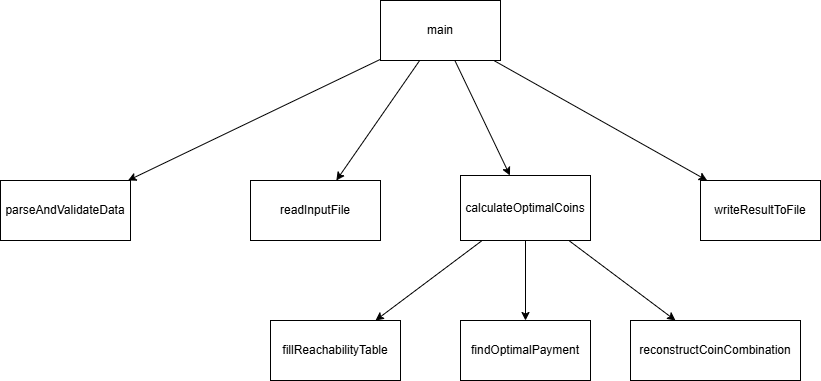 main
parseAndValidateData
readInputFile
calculateOptimalCoins
writeResultToFile
fillReachabilityTable
findOptimalPayment
reconstructCoinCombination